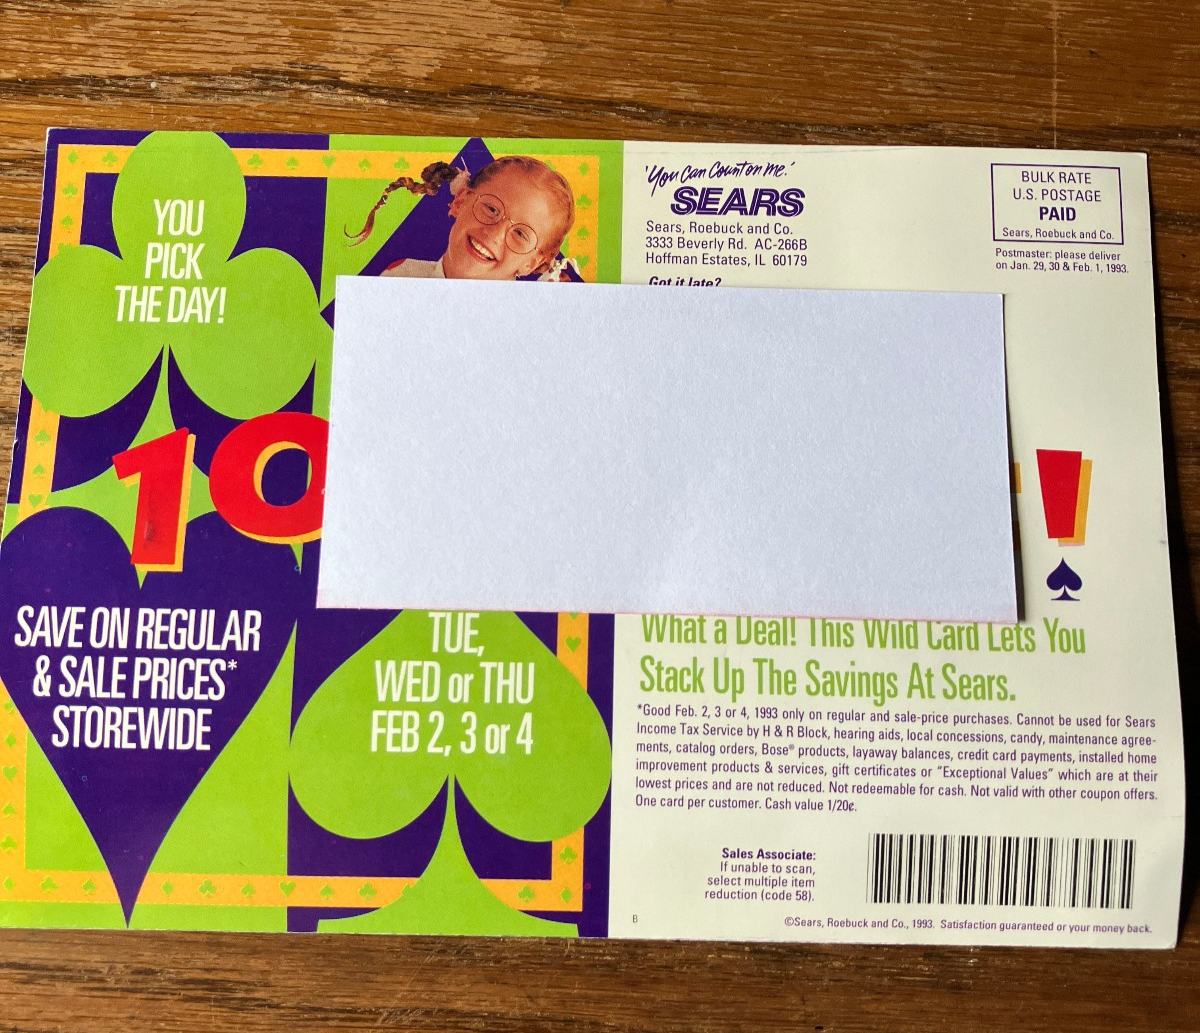 YOU
PICK
THE DAY!
10
SAVE ON REGULAR
& SALE PRICES*
STOREWIDE
TUE,
WED or THU
FEB 2, 3 or 4
'You Can Count on me.'
SEARS
Sears, Roebuck and Co.
3333 Beverly Rd. AC-266B
Hoffman Estates, IL 60179
Got it late?
BULK RATE
U.S. POSTAGE
PAID
Sears, Roebuck and Co.
Postmaster: please deliver
on Jan. 29, 30 & Feb. 1, 1993.
!
What a Deal! This Wild Card Lets You
Stack Up The Savings At Sears.
*Good Feb. 2, 3 or 4, 1993 only on regular and sale-price purchases. Cannot be used for Sears
Income Tax Service by H & R Block, hearing aids, local concessions, candy, maintenance agree-
ments, catalog orders, Bose® products, layaway balances, credit card payments, installed home
improvement products & services, gift certificates or "Exceptional Values" which are at their
lowest prices and are not reduced. Not redeemable for cash. Not valid with other coupon offers.
One card per customer. Cash value 1/20¢.
Sales Associate:
If unable to scan,
select multiple item
reduction (code 58).
B
©Sears, Roebuck and Co., 1993. Satisfaction guaranteed or your money back.